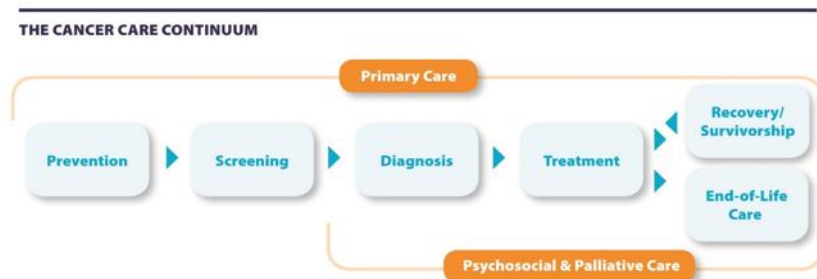 THE CANCER CARE CONTINUUM
Primary Care
Prevention
Screening
Diagnosis
Treatment
Recovery/
Survivorship
End-of-Life
Care
Psychosocial & Palliative Care